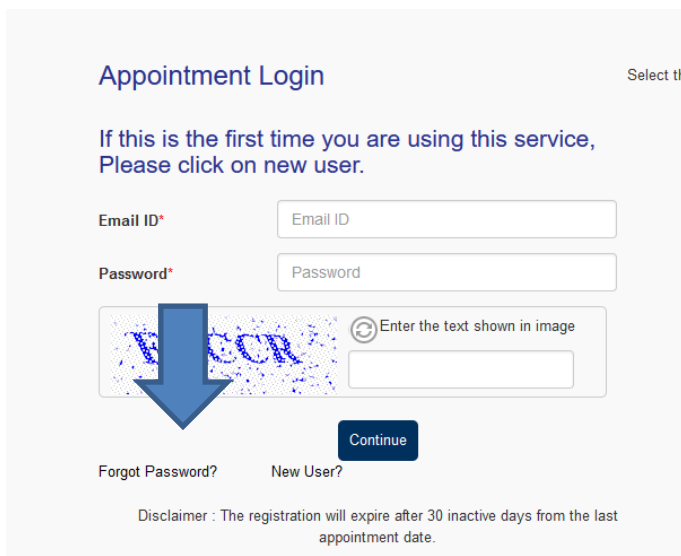 Appointment Login
Select th
If this is the first time you are using this service,
Please click on new user.
Email ID*
Email ID
Password*
Password
Enter the text shown in image
Continue
Forgot Password?
New User?
Disclaimer : The registration will expire after 30 inactive days from the last
appointment date.